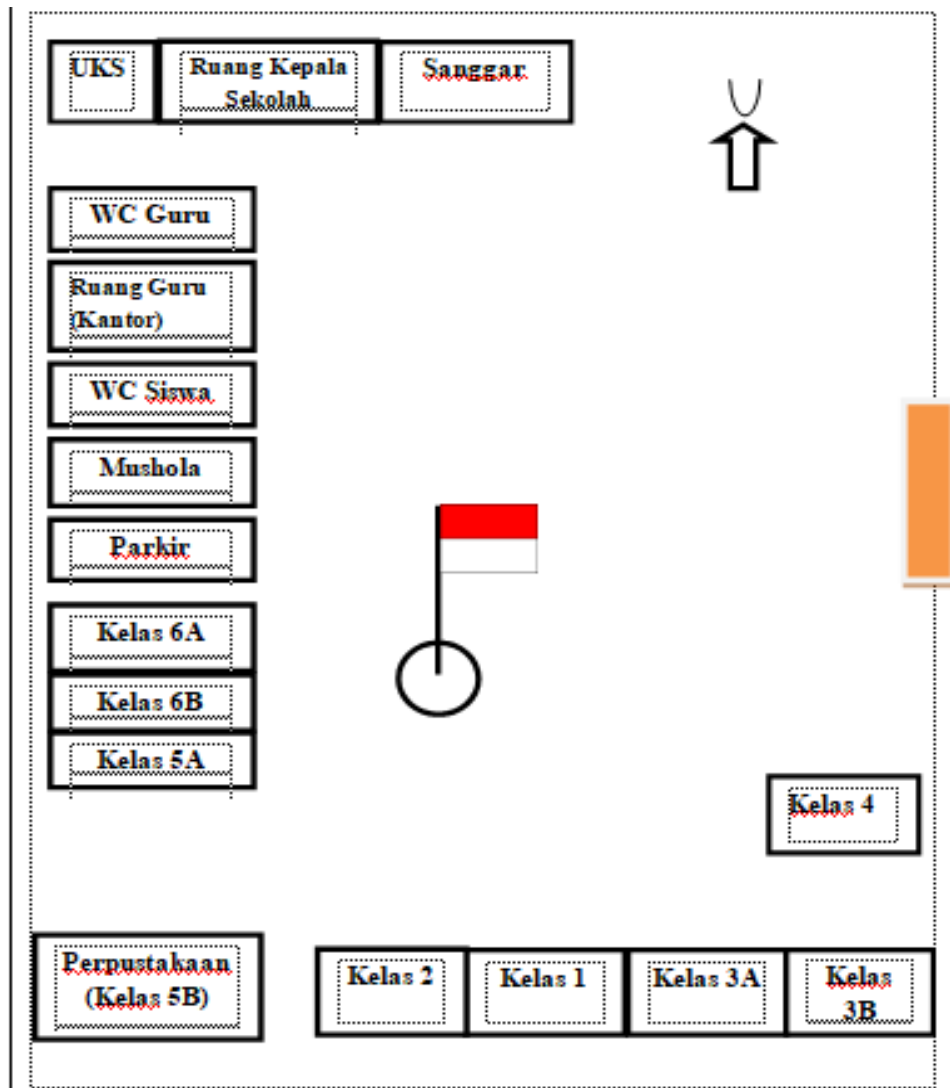 UKS
Ruang Kepala
Sekolah
Sanggar
WC Guru
Ruang Guru
(Kantor)
WC Siswa
Mushola
Parkir
Kelas 6A
Kelas 6B
Kelas 5A
Kelas 4
Perpustakaan
(Kelas 5B)
Kelas 2
Kelas 1
Kelas 3A
Kelas
3B